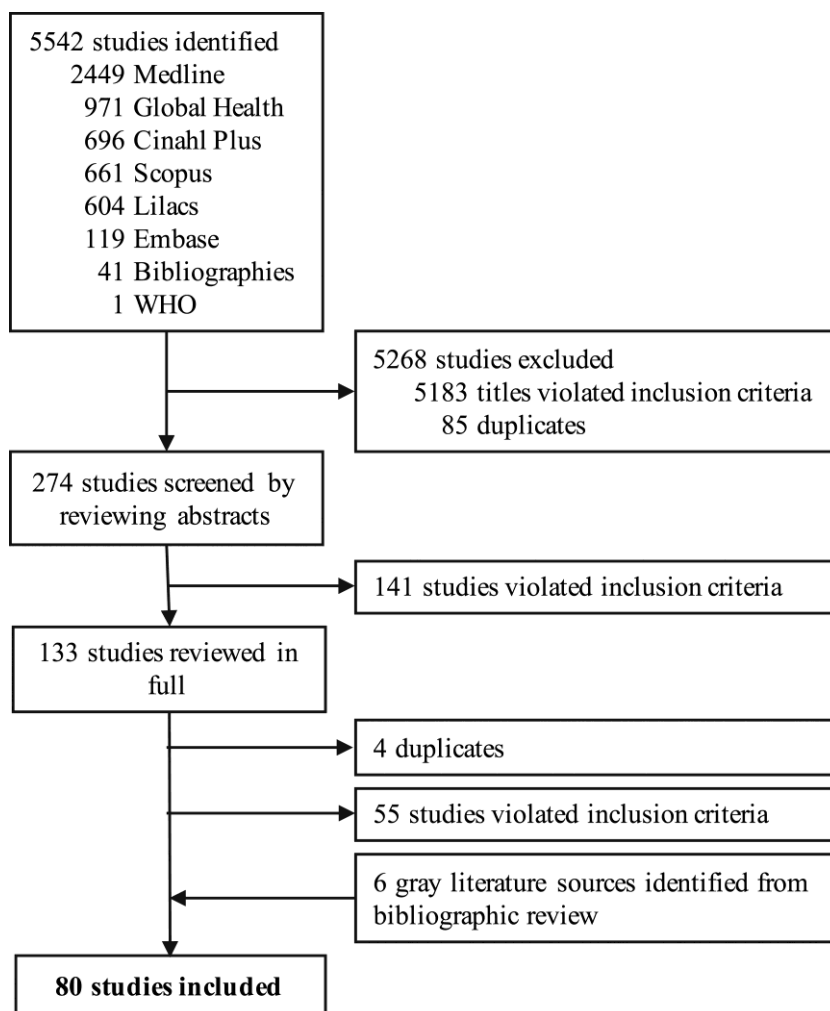 5542 studies identified
2449 Medline
971 Global Health
696 Cinahl Plus
661 Scopus
604 Lilacs
119 Embase
41 Bibliographies
1 WHO
5268 studies excluded
5183 titles violated inclusion criteria
85 duplicates
274 studies screened by
reviewing abstracts
141 studies violated inclusion criteria
133 studies reviewed in
full
4 duplicates
55 studies violated inclusion criteria
6 gray literature sources identified from
bibliographic review
80 studies included